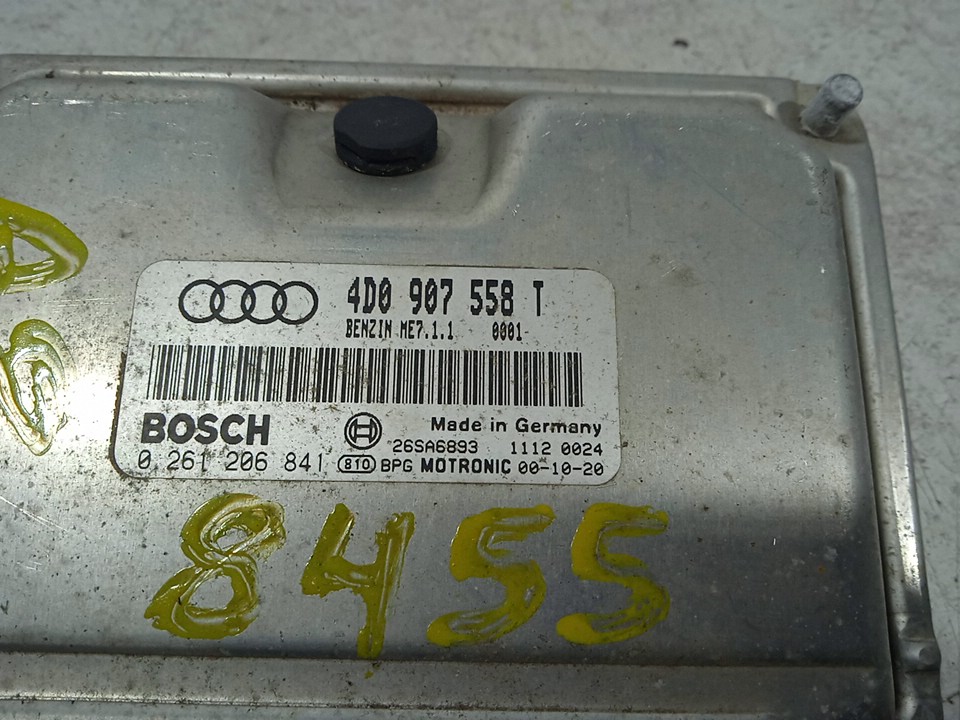 4D0 907 558 T
BENZIN ME7.1.1 0001-
BOSCH Made in Germany
26SA6893 1112 0024
0 261 206 841 810 BPG MOTRONIC 00-10-20
8455